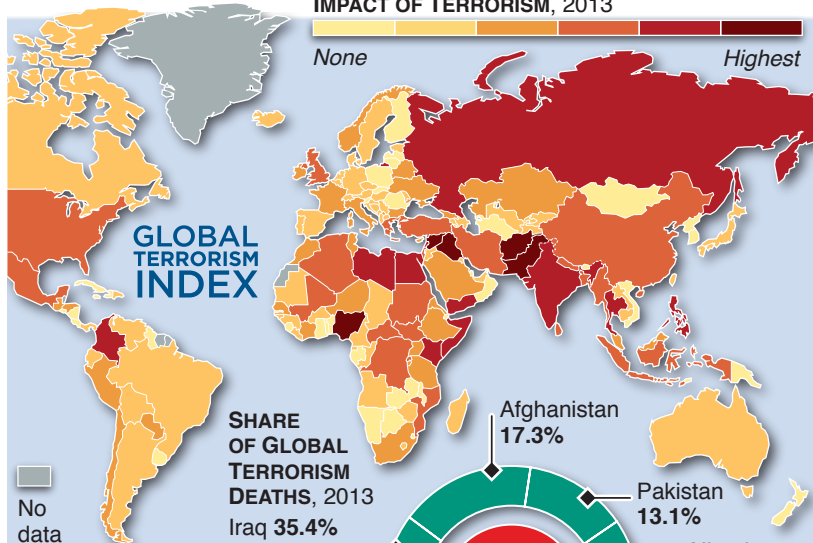 IMPACT OF TERRORISM, 2013
None
Highest
GLOBAL
TERRORISM
INDEX
SHARE
OF GLOBAL
TERRORISM
DEATHS, 2013
Iraq 35.4%
Afghanistan
17.3%
Pakistan
13.1%
No
data